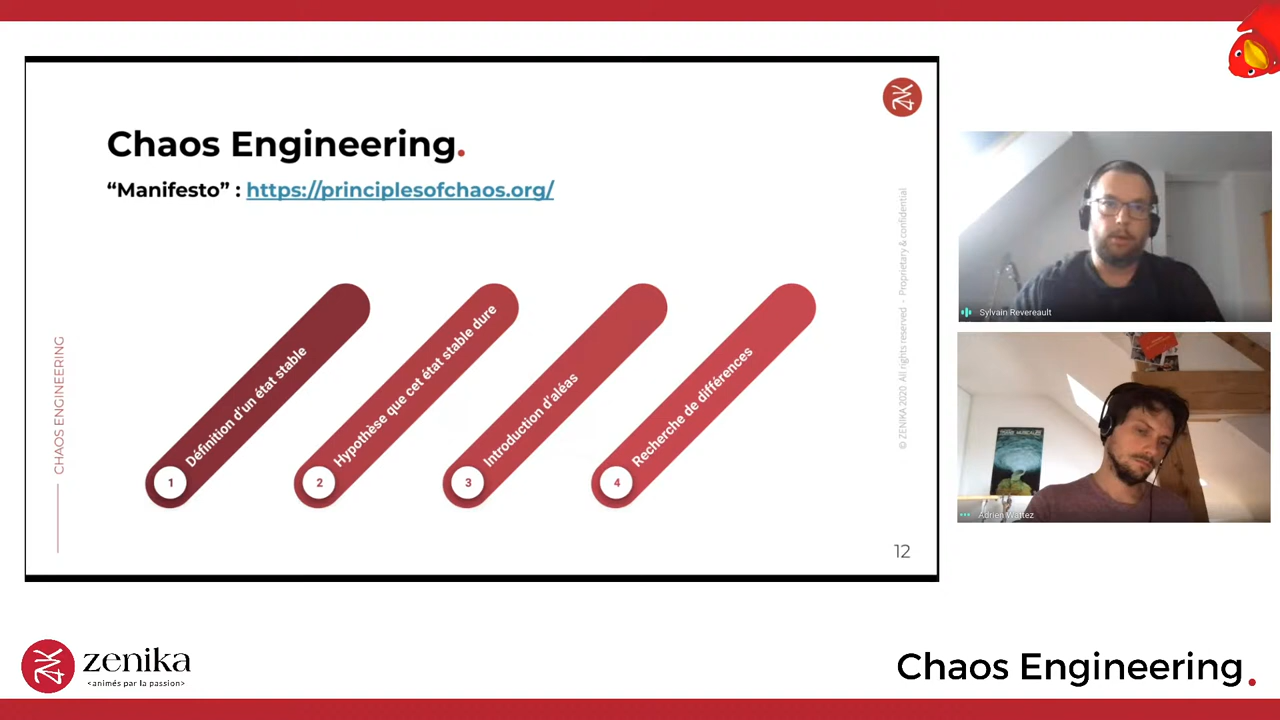 Chaos Engineering.
“Manifesto” : https://principlesofchaos.org/
1 Définition d'un état stable
2 Hypothèse que cet état stable dure
3 Introduction d'aléas
4 Recherche de différences
CHAOS ENGINEERING
© ZENIKA 2020 All rights reserved - Proprietary & confidential
12
Sylvain Revereault
Adrien Wattez
zenika
<animés par la passion>
Chaos Engineering.